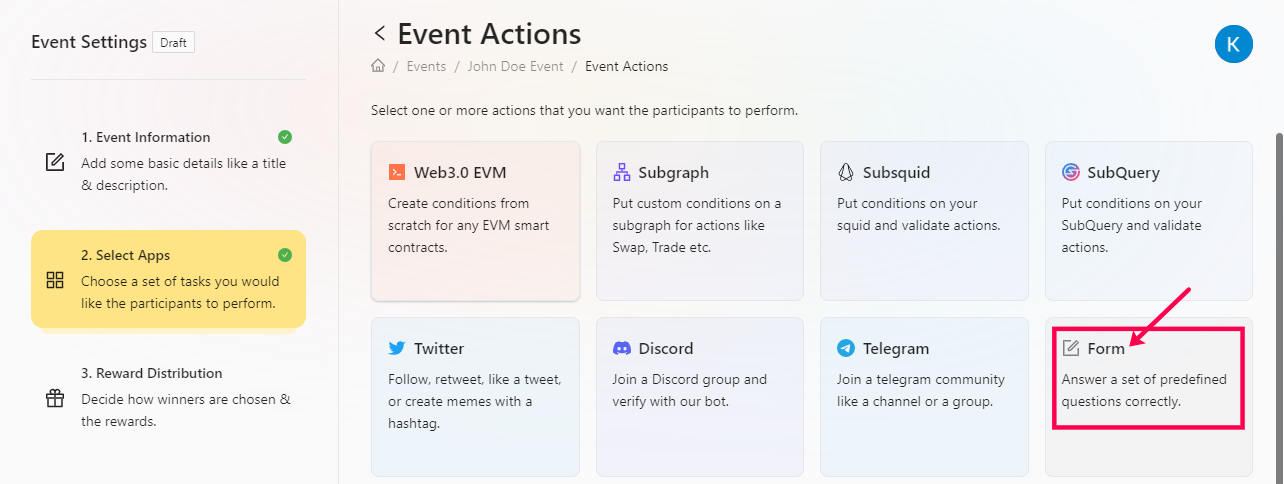 Event Settings Draft
1. Event Information
Add some basic details like a title
& description.
2. Select Apps
Choose a set of tasks you would
like the participants to perform.
3. Reward Distribution
Decide how winners are chosen &
the rewards.
Event Actions
K
/ Events / John Doe Event / Event Actions
Select one or more actions that you want the participants to perform.
Web3.0 EVM
Create conditions from
scratch for any EVM smart
contracts.
Subgraph
Put custom conditions on a
subgraph for actions like
Swap, Trade etc.
Subsquid
Put conditions on your
squid and validate actions.
SubQuery
Put conditions on your
SubQuery and validate
actions.
Twitter
Follow, retweet, like a tweet,
or create memes with a
hashtag.
Discord
Join a Discord group and
verify with our bot.
Telegram
Join a telegram community
like a channel or a group.
Form
Answer a set of predefined
questions correctly.